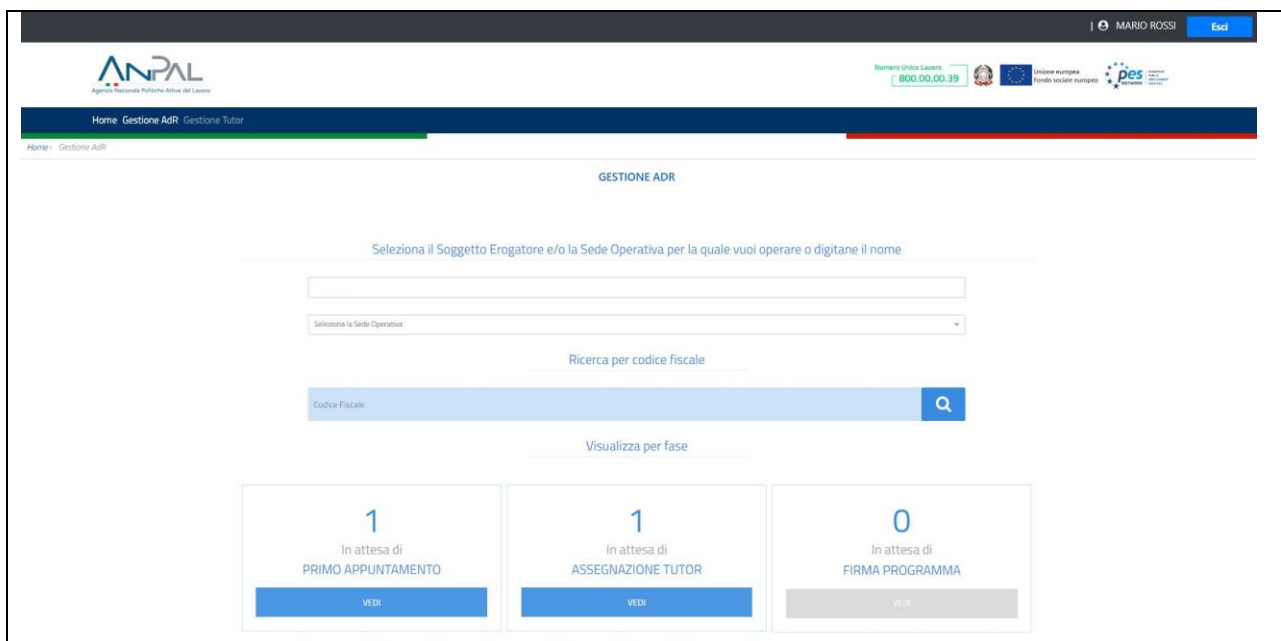 MARIO ROSSI Esci
ANPAL
Agenzia Nazionale Politiche Attive del Lavoro
Numero Unico Lavoro
800.00.00.39
Unione europea
Fondo sociale europeo
pes
NETWORK
Home Gestione AdR Gestione Tutor
Home › Gestione AdR
GESTIONE ADR
Seleziona il Soggetto Erogatore e/o la Sede Operativa per la quale vuoi operare o digitane il nome
Seleziona la Sede Operativa
Ricerca per codice fiscale
Codice Fiscale
Visualizza per fase
1
In attesa di
PRIMO APPUNTAMENTO
VEDI
1
In attesa di
ASSEGNAZIONE TUTOR
VEDI
0
In attesa di
FIRMA PROGRAMMA
VEDI